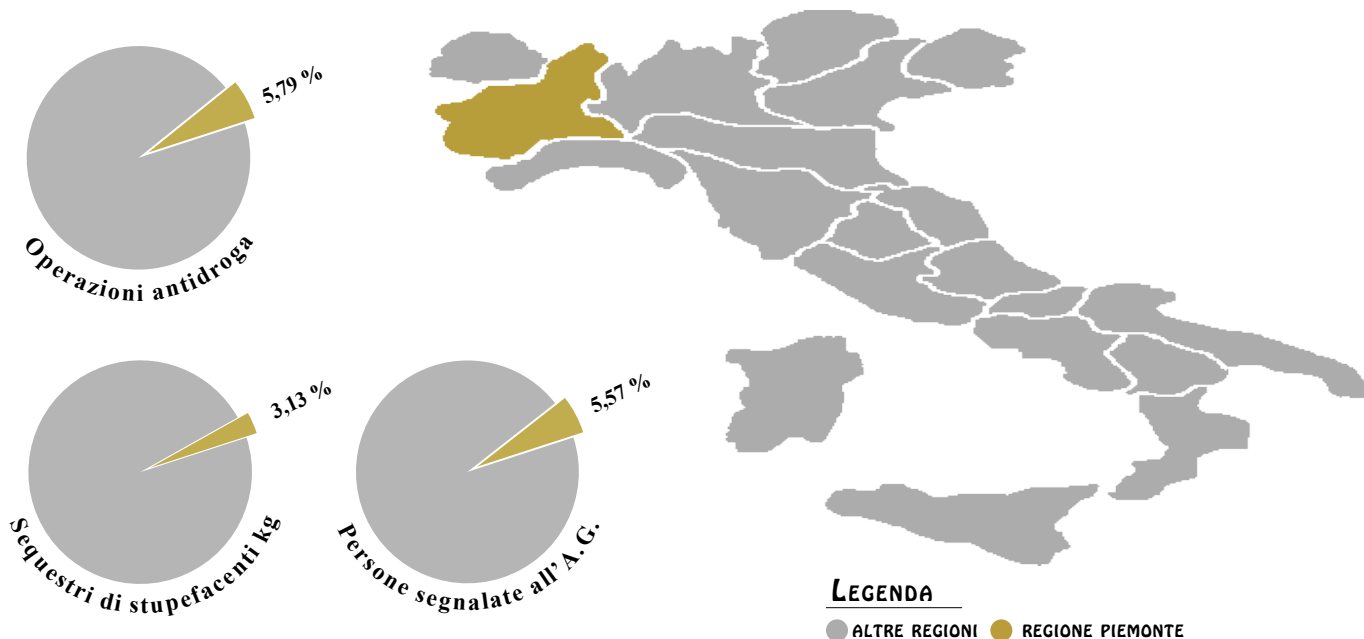 5,79 %
Operazioni antidroga
3,13 %
Sequestri di stupefacenti kg
5,57 %
Persone segnalate all'A.G.
LEGENDA
ALTRE REGIONI REGIONE PIEMONTE